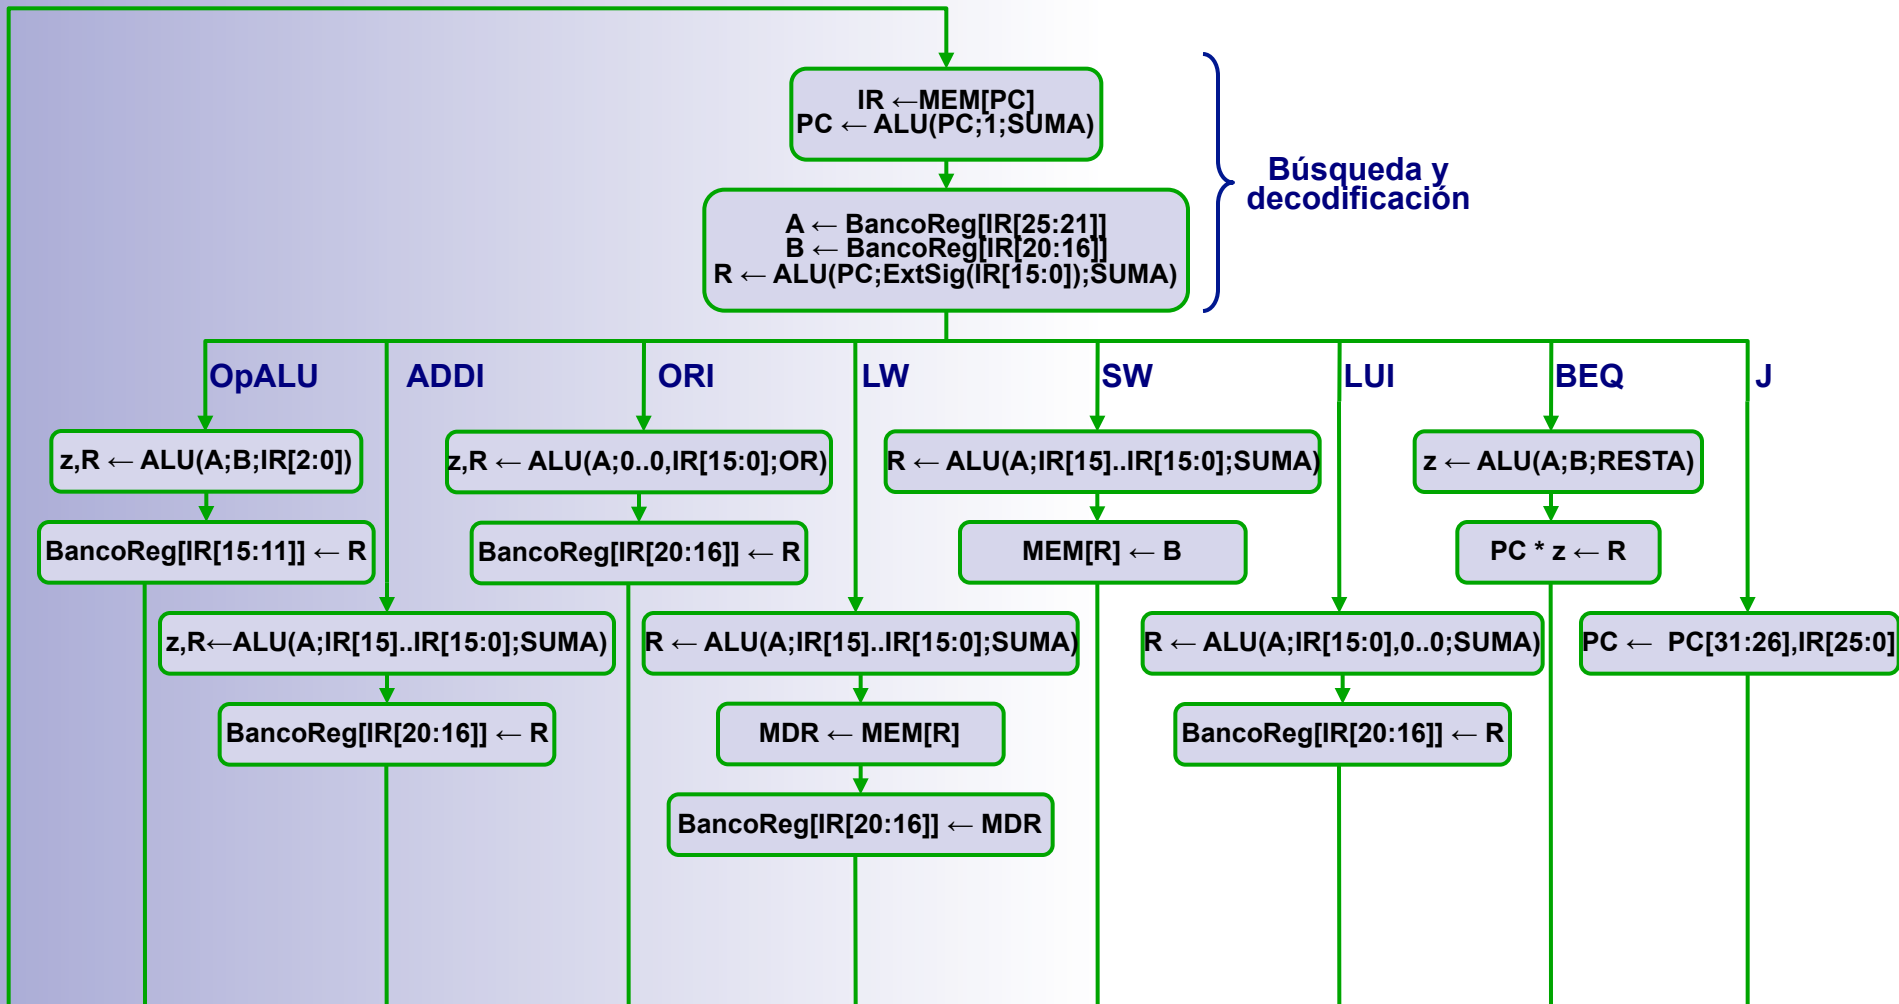 IR ←MEM[PC]
PC ← ALU(PC;1;SUMA)
Búsqueda y
decodificación
A ← BancoReg[IR[25:21]]
B ← BancoReg[IR[20:16]]
R ← ALU(PC;ExtSig(IR[15:0]);SUMA)
OpALU
ADDI
ORI
LW
SW
LUI
BEQ
J
z,R ← ALU(A;B;IR[2:0])
z,R ← ALU(A;0..0,IR[15:0];OR)
R ← ALU(A;IR[15]..IR[15:0];SUMA)
z ← ALU(A;B;RESTA)
BancoReg[IR[15:11]] ← R
BancoReg[IR[20:16]] ← R
MEM[R] ← B
PC * z ← R
z,R←ALU(A;IR[15]..IR[15:0];SUMA)
R ← ALU(A;IR[15]..IR[15:0];SUMA)
R ← ALU(A;IR[15:0],0..0;SUMA)
PC ← PC[31:26],IR[25:0]
BancoReg[IR[20:16]] ← R
MDR ← MEM[R]
BancoReg[IR[20:16]] ← R
BancoReg[IR[20:16]] ← MDR